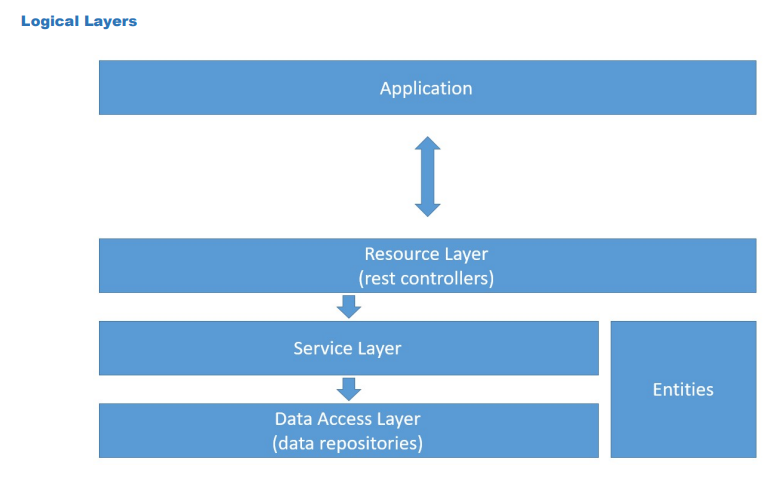 Logical Layers
Application
Resource Layer
(rest controllers)
Service Layer
Entities
Data Access Layer
(data repositories)